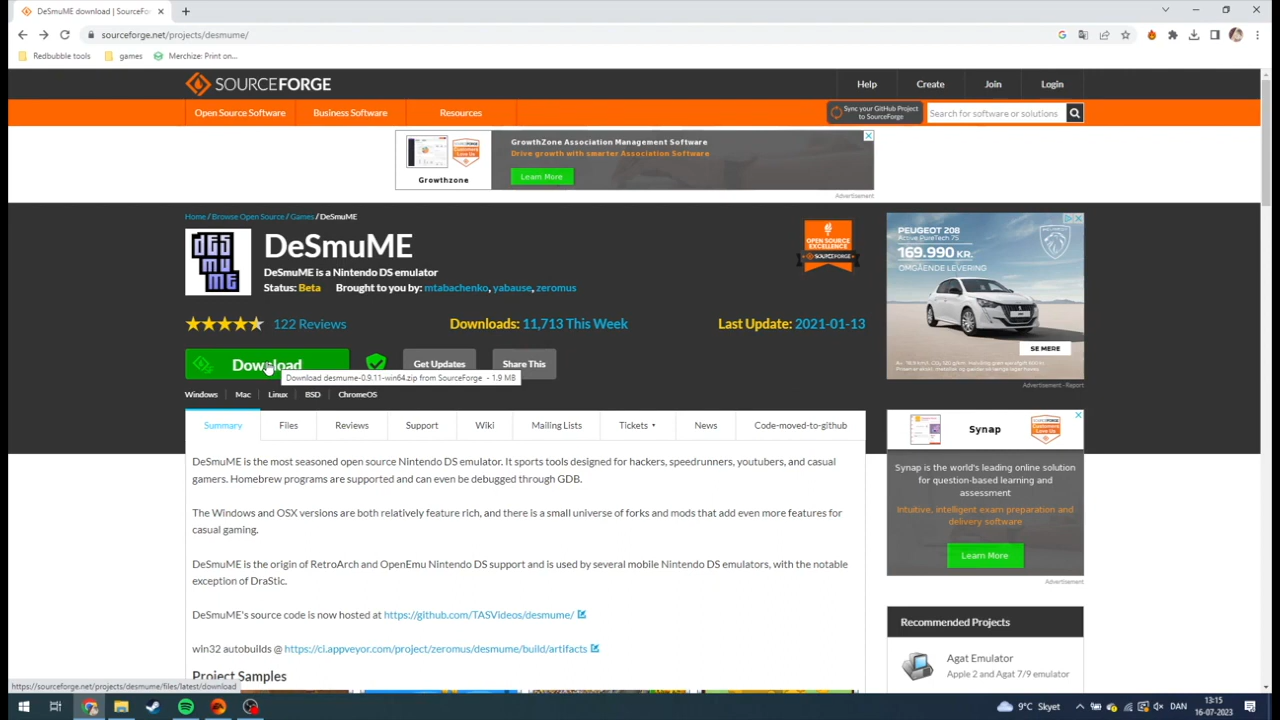 DeSmuME download | SourceFor
sourceforge.net/projects/desmume/
Redbubble tools
games
Merchize: Print on...
SOURCEFORGE
Help
Create
Join
Login
Open Source Software
Business Software
Resources
Sync your GitHub Project
to SourceForge
Search for software or solutions
GrowthZone Association Management Software
Drive growth with smarter Association Software
Learn More
Growthzone
Advertisement
Home / Browse Open Source / Games / DeSmuME
DeSmuME
DeSmuME is a Nintendo DS emulator
Status: Beta
Brought to you by: mtabachenko, yabause, zeromus
OPEN SOURCE
EXCELLENCE
SOURCEFORGE
122 Reviews
Downloads: 11,713 This Week
Last Update: 2021-01-13
Download
Get Updates
Share This
Download desmume-0.9.11-win64.zip from SourceForge - 1.9 MB
Windows
Mac
Linux
BSD
ChromeOS
PEUGEOT 208
Active PureTech 75
169.990 KR.
OMGÅENDE LEVERING
PEUGEOT
SE MERE
Advertisement - Report
Summary
Files
Reviews
Support
Wiki
Mailing Lists
Tickets
News
Code-moved-to-github
DeSmuME is the most seasoned open source Nintendo DS emulator. It sports tools designed for hackers, speedrunners, youtubers, and casual
gamers. Homebrew programs are supported and can even be debugged through GDB.
The Windows and OSX versions are both relatively feature rich, and there is a small universe of forks and mods that add even more features for
casual gaming.
DeSmuME is the origin of RetroArch and OpenEmu Nintendo DS support and is used by several mobile Nintendo DS emulators, with the notable
exception of DraStic.
DeSmuME's source code is now hosted at https://github.com/TASVideos/desmume/
win32 autobuilds @ https://ci.appveyor.com/project/zeromus/desmume/build/artifacts
Project Samples
Synap
Synap is the world's leading online solution
for question-based learning and
assessment
Intuitive, intelligent exam preparation and
delivery software
Learn More
Advertisement
Recommended Projects
Agat Emulator
Apple 2 and Agat 7/9 emulator
https://sourceforge.net/projects/desmume/files/latest/download
9°C Skyet
DAN
13:15
16-07-2023